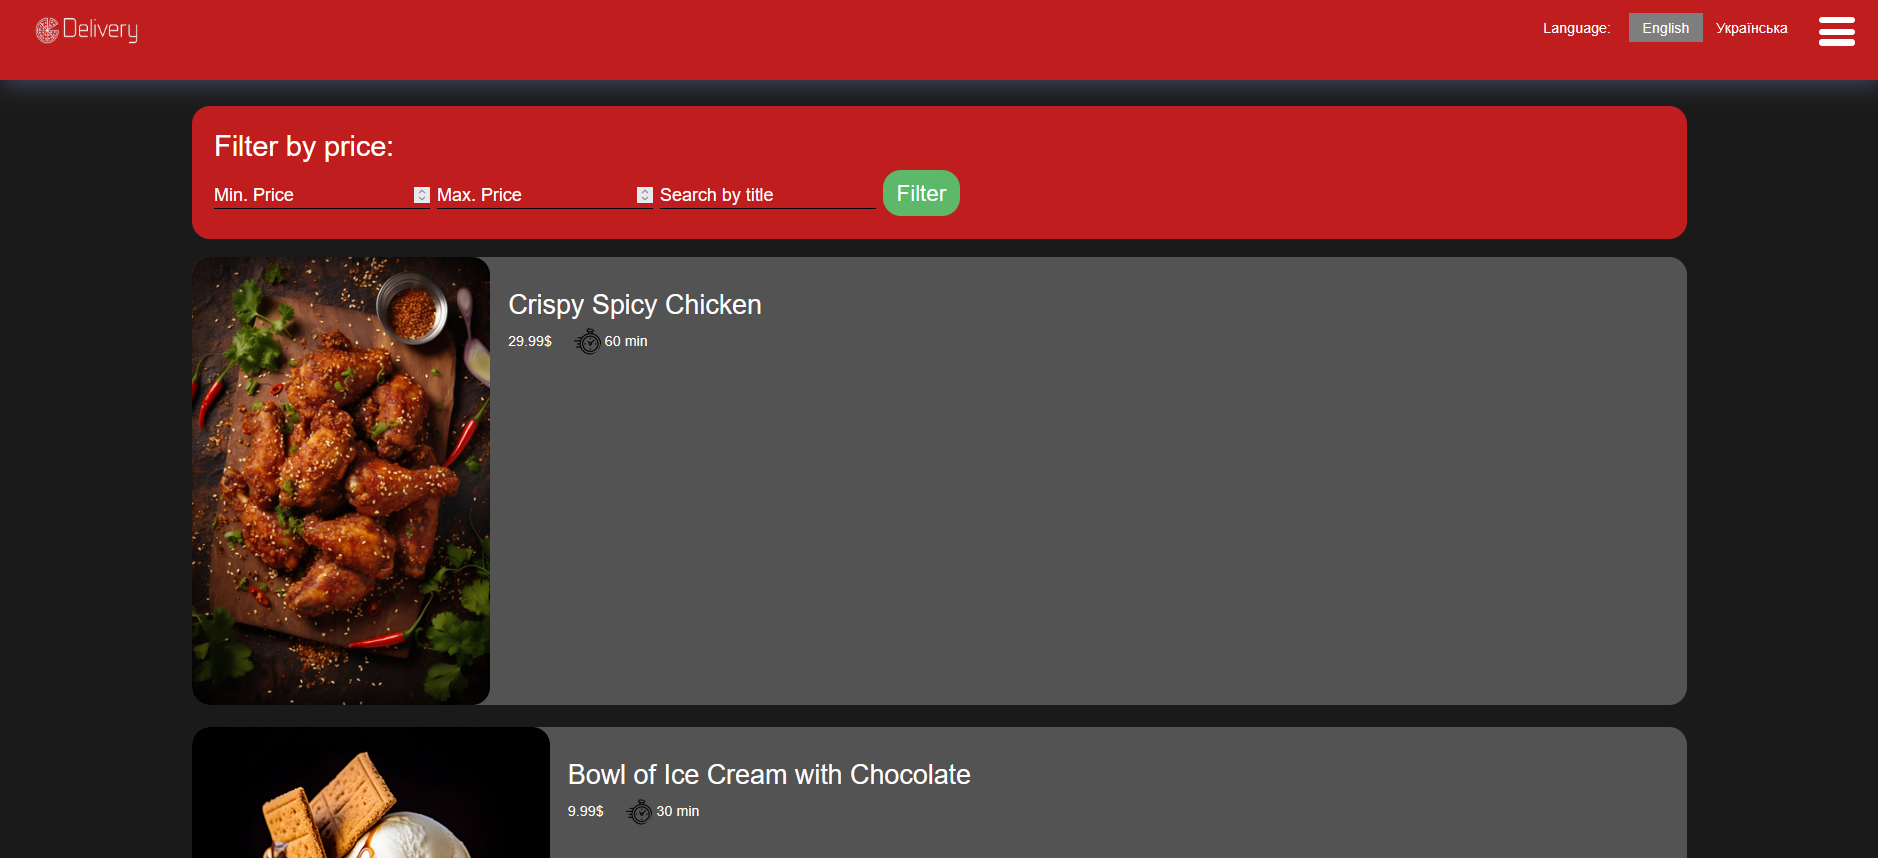 Delivery
Language: English Українська
Filter by price:
Min. Price Max. Price Search by title Filter
Crispy Spicy Chicken
29.99$ 60 min
Bowl of Ice Cream with Chocolate
9.99$ 30 min